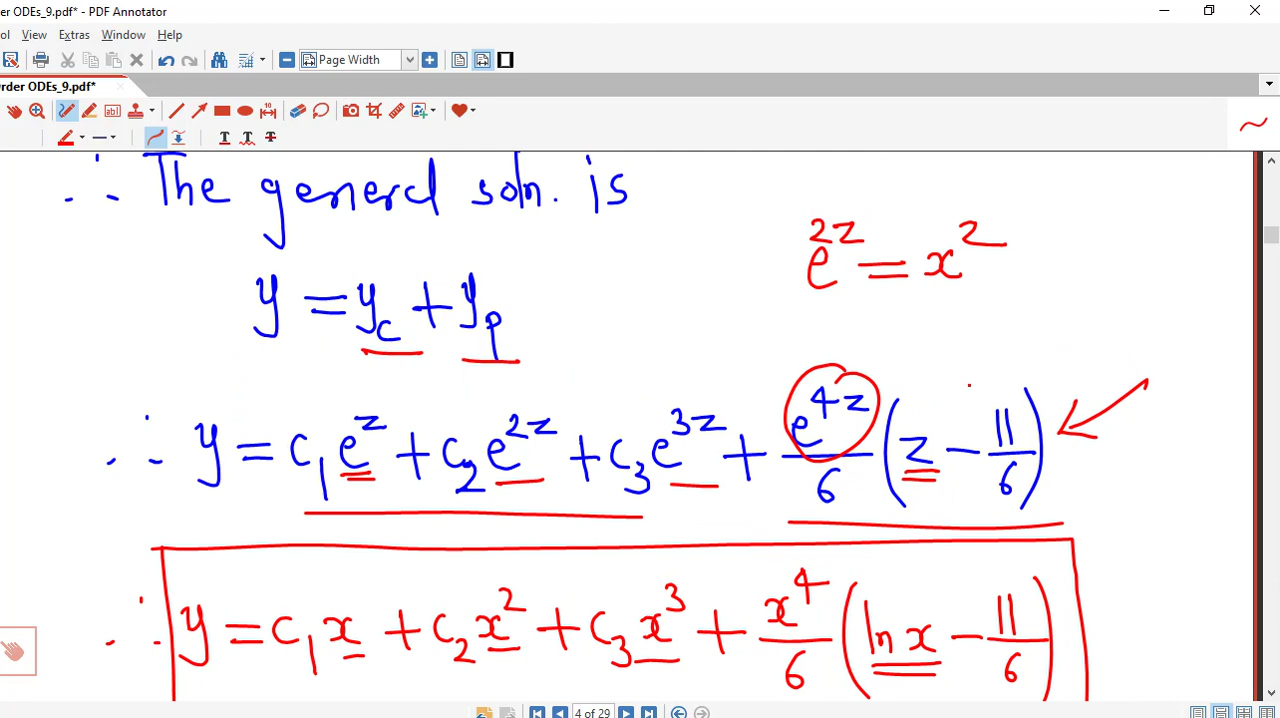 order ODEs_9.pdf* - PDF Annotator
ol View Extras Window Help
Page Width
order ODEs_9.pdf*
∴ The general soln. is
e^{2z} = x^2
y = y_c + y_p
∴ y = c_1 e^z + c_2 e^{2z} + c_3 e^{3z} + e^{4z}/6 (z - 11/6)
∴ y = c_1 x + c_2 x^2 + c_3 x^3 + x^4/6 (ln x - 11/6)
4 of 29